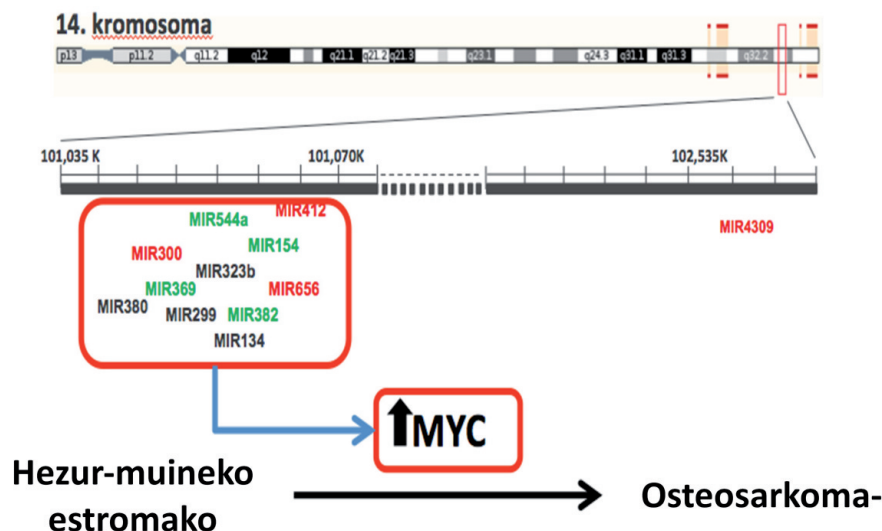 14. kromosoma
p13 p11.2 q11.2 q12 q21.1 q21.2 q21.3 q23.1 q24.3 q31.1 q31.3 q32.2
101,035 K 101,070K 102,535K
MIR412
MIR544a
MIR4309
MIR154
MIR300
MIR323b
MIR369 MIR656
MIR380
MIR299 MIR382
MIR134
MYC
Hezur-muineko
estromako
Osteosarkoma-